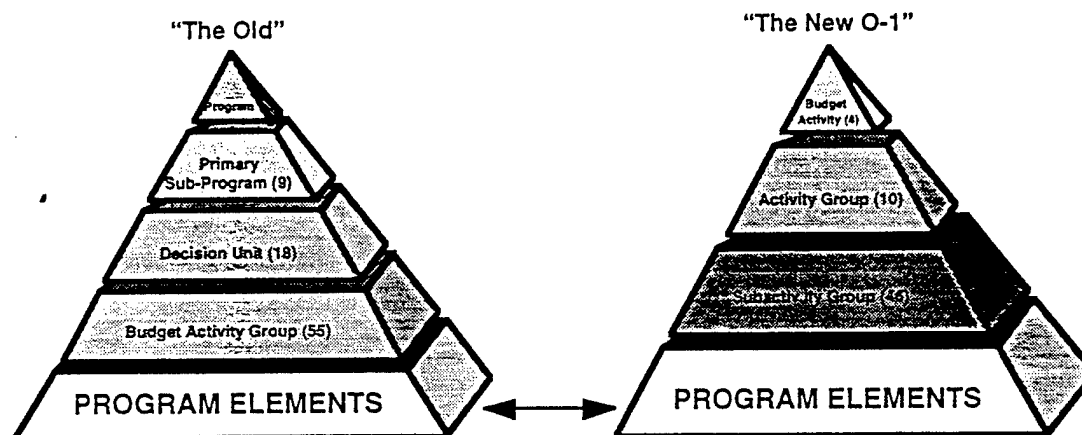 “The Old”
Program
Primary
Sub-Program (9)
Decision Unit (18)
Budget Activity Group (55)
PROGRAM ELEMENTS
“The New O-1”
Budget
Activity (4)
Activity Group (10)
Subactivity Group (46)
PROGRAM ELEMENTS